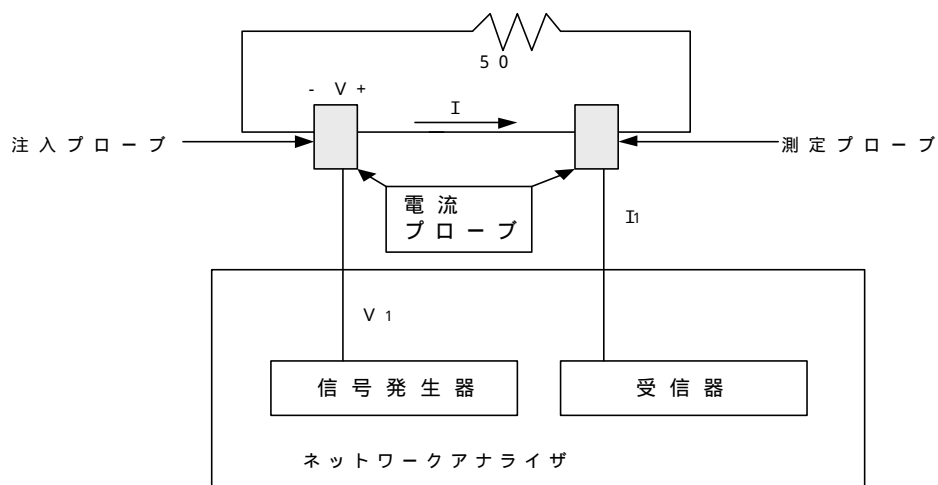 50
- V +
I
注入プローブ
測定プローブ
電流
プローブ
I1
V1
信号発生器
受信器
ネットワークアナライザ